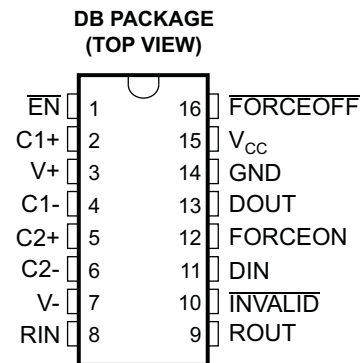 DB PACKAGE
(TOP VIEW)
EN 1 16 FORCEOFF
C1+ 2 15 VCC
V+ 3 14 GND
C1- 4 13 DOUT
C2+ 5 12 FORCEON
C2- 6 11 DIN
V- 7 10 INVALID
RIN 8 9 ROUT